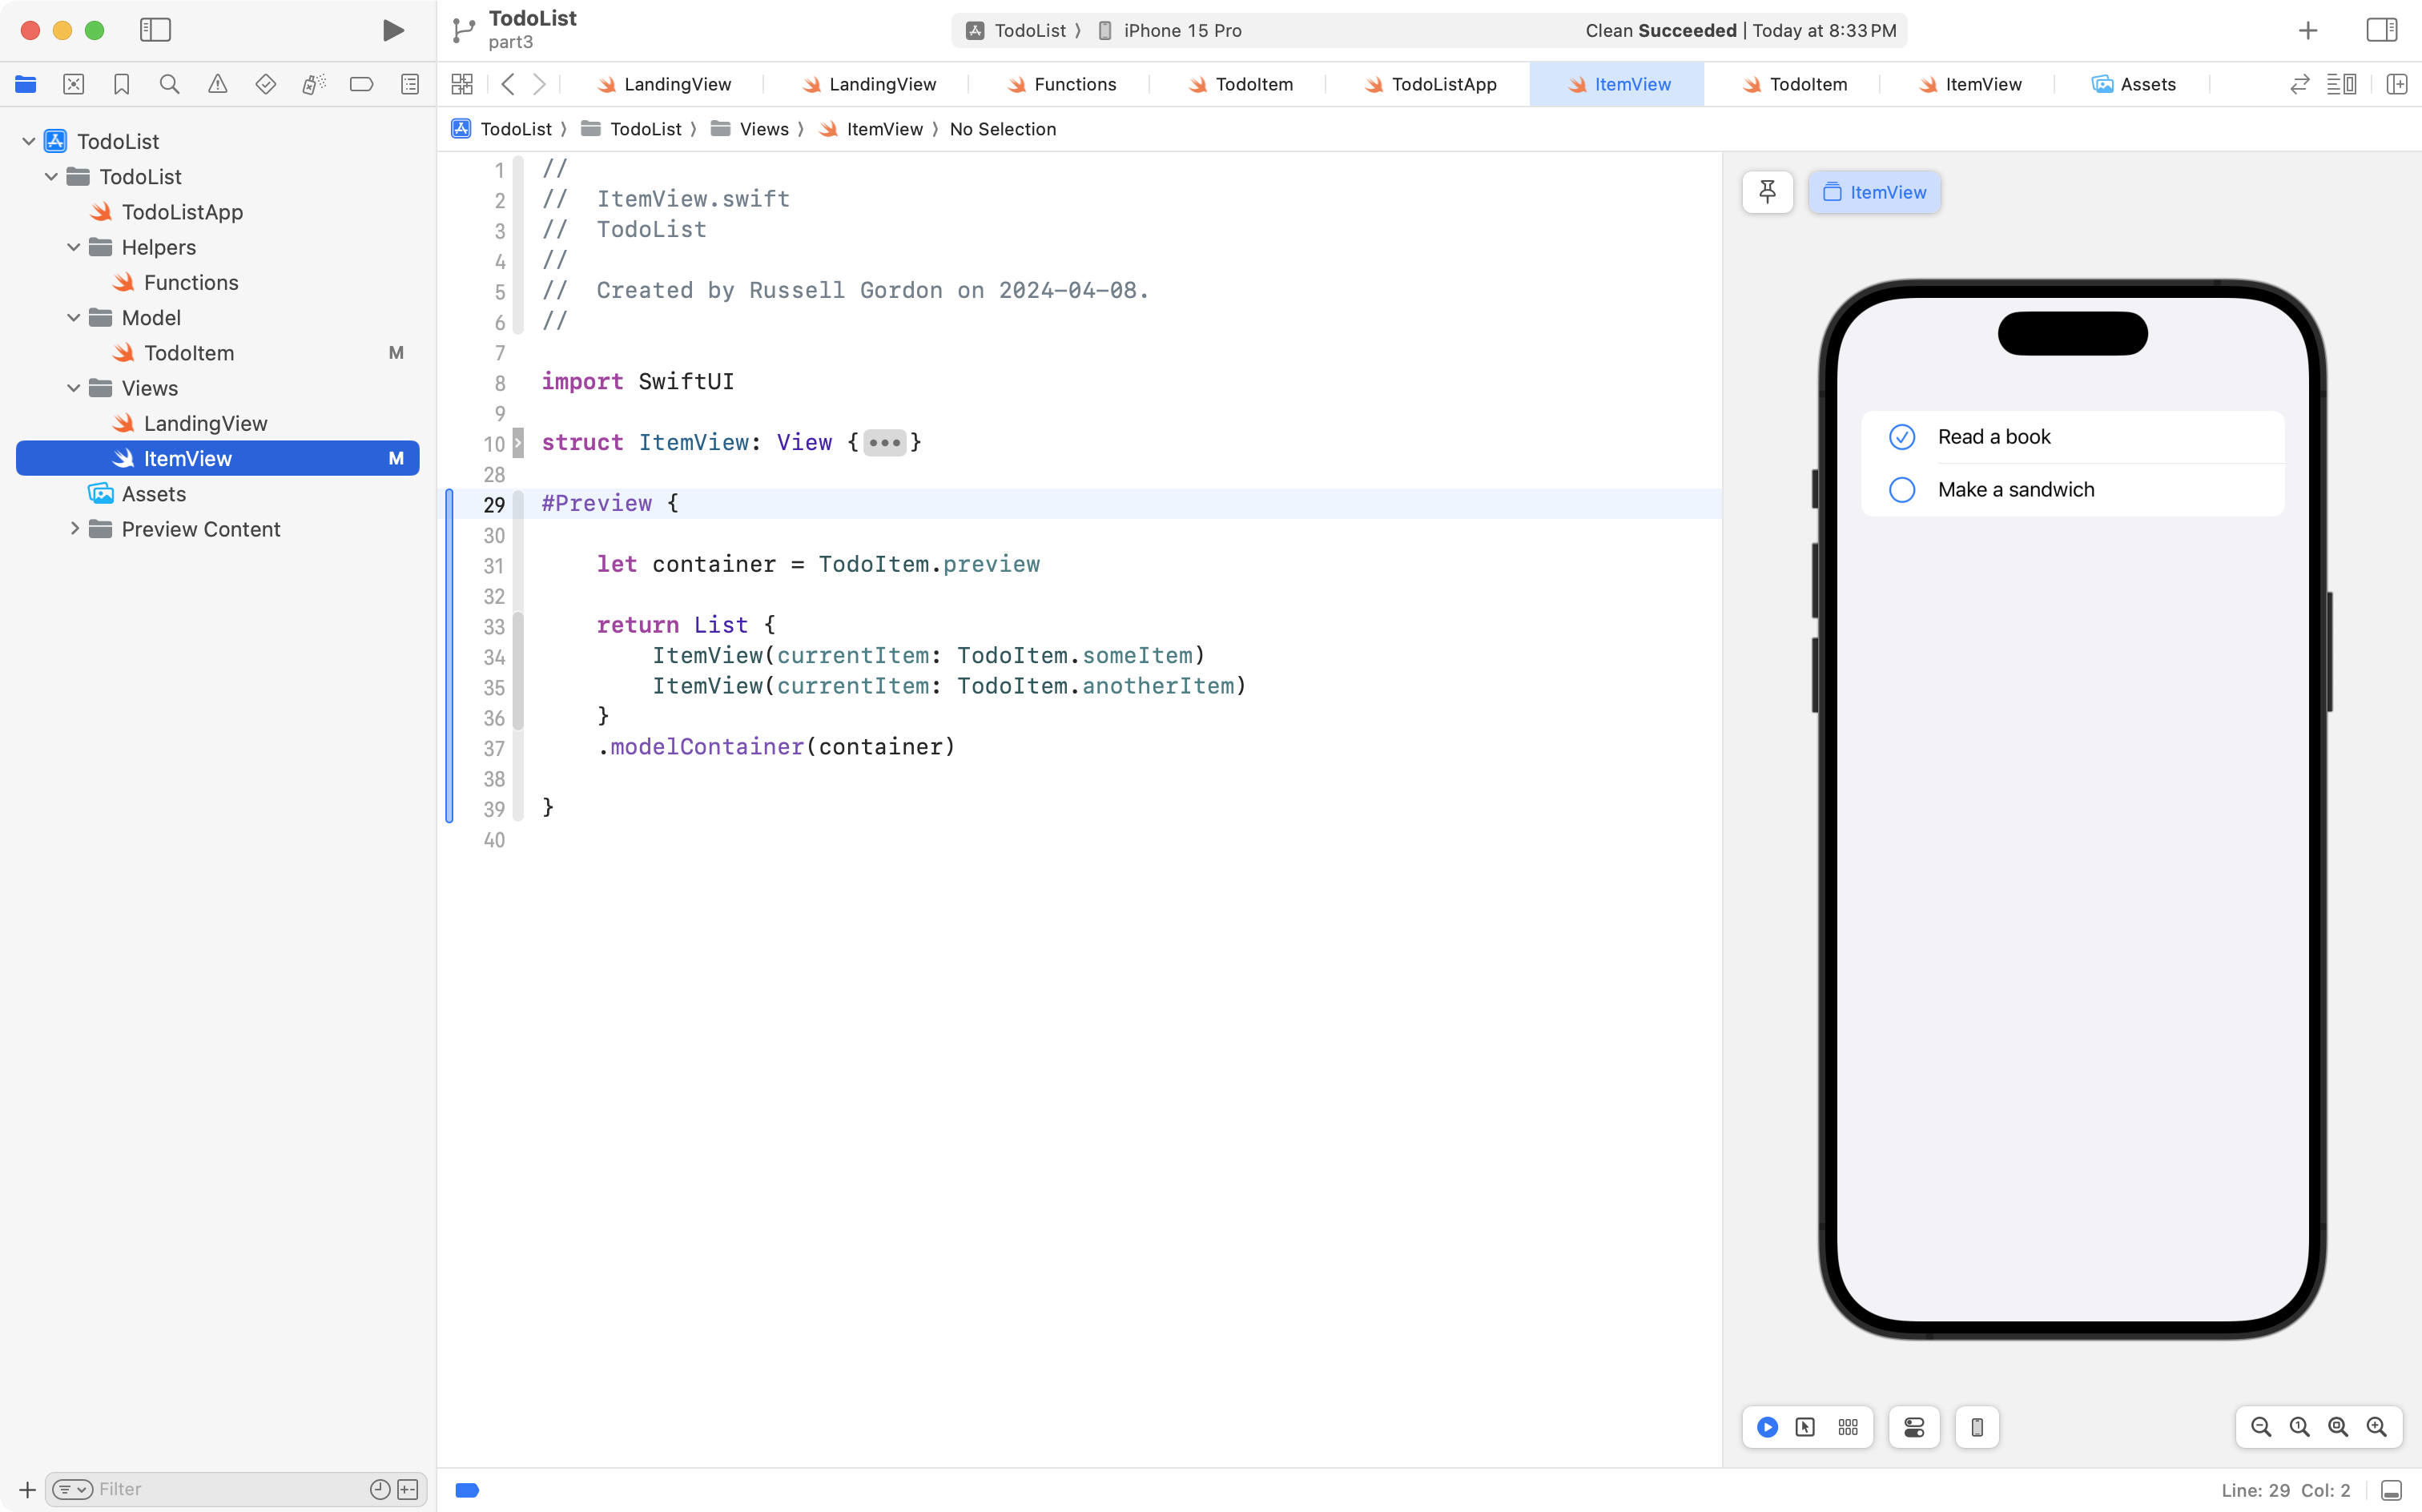 TodoList
part3
TodoList 〉 iPhone 15 Pro
Clean Succeeded | Today at 8:33 PM
LandingView
LandingView
Functions
TodoItem
TodoListApp
ItemView
TodoItem
ItemView
Assets
TodoList 〉 TodoList 〉 Views 〉 ItemView 〉 No Selection
TodoList
TodoList
TodoListApp
Helpers
Functions
Model
TodoItem M
Views
LandingView
ItemView M
Assets
Preview Content
1 //
2 //  ItemView.swift
3 //  TodoList
4 //
5 //  Created by Russell Gordon on 2024-04-08.
6 //
7
8 import SwiftUI
9
10 struct ItemView: View {•••}
28
29 #Preview {
30
31     let container = TodoItem.preview
32
33     return List {
34         ItemView(currentItem: TodoItem.someItem)
35         ItemView(currentItem: TodoItem.anotherItem)
36     }
37     .modelContainer(container)
38
39 }
40
ItemView
Read a book
Make a sandwich
Filter
Line: 29 Col: 2